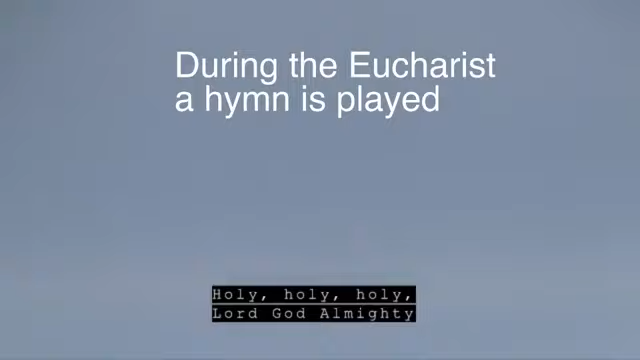 During the Eucharist
a hymn is played
Holy, holy, holy,
Lord God Almighty